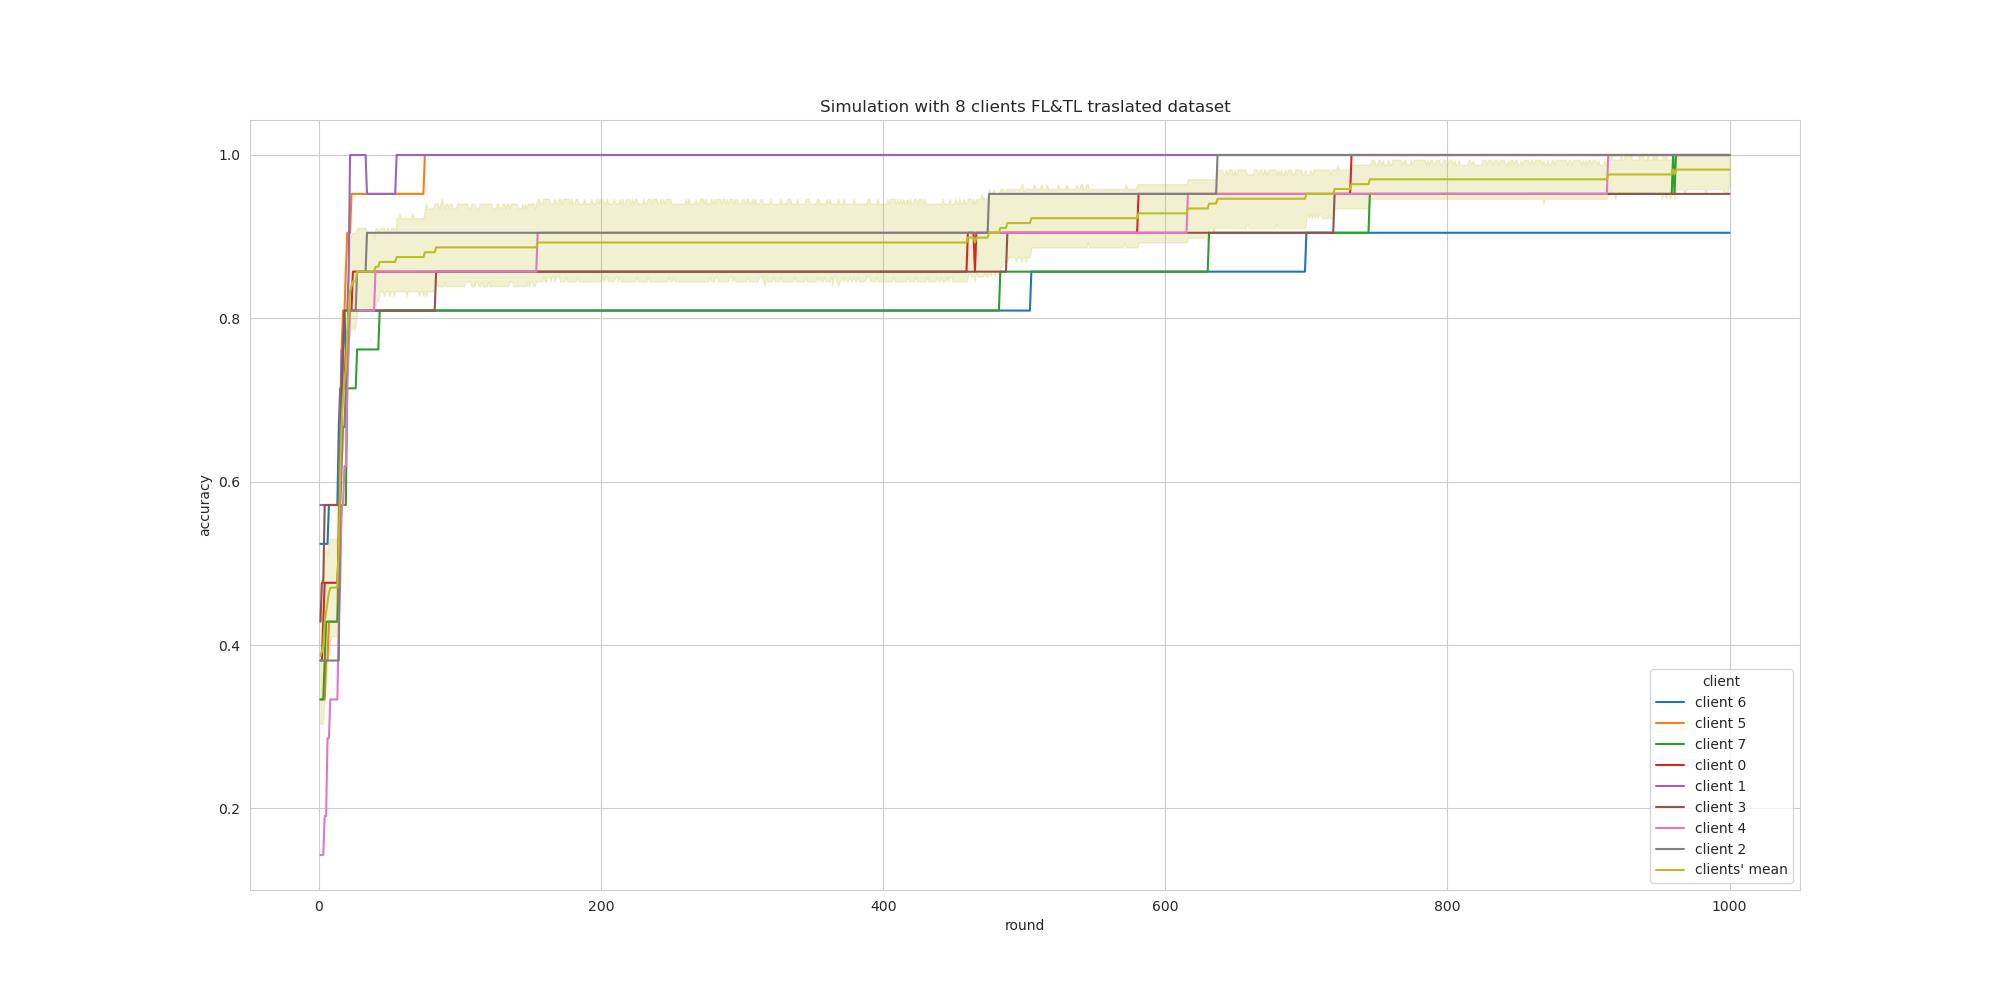 Simulation with 8 clients FL&TL traslated dataset
1.0
0.8
0.6
0.4
0.2
accuracy
0 200 400 600 800 1000
round
client
client 6
client 5
client 7
client 0
client 1
client 3
client 4
client 2
clients' mean